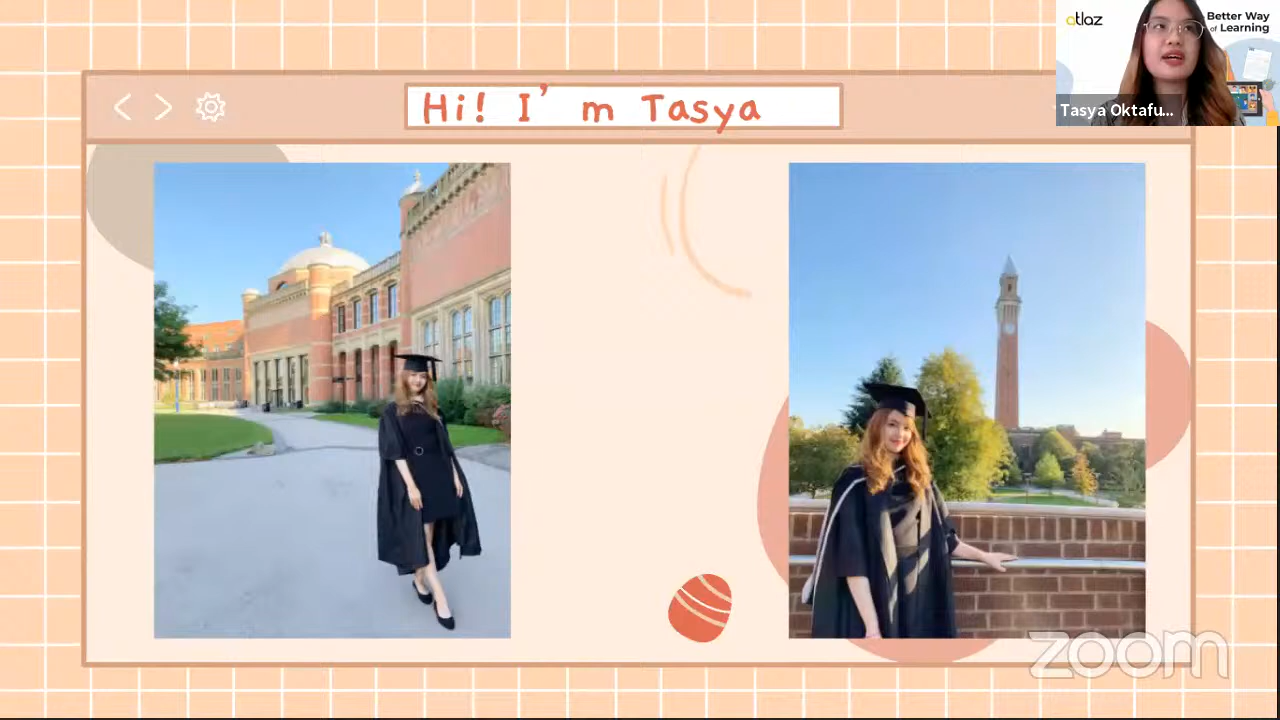 Hi! I'm Tasya
atlaz
Better Way
of Learning
Tasya Oktafu...
zoom